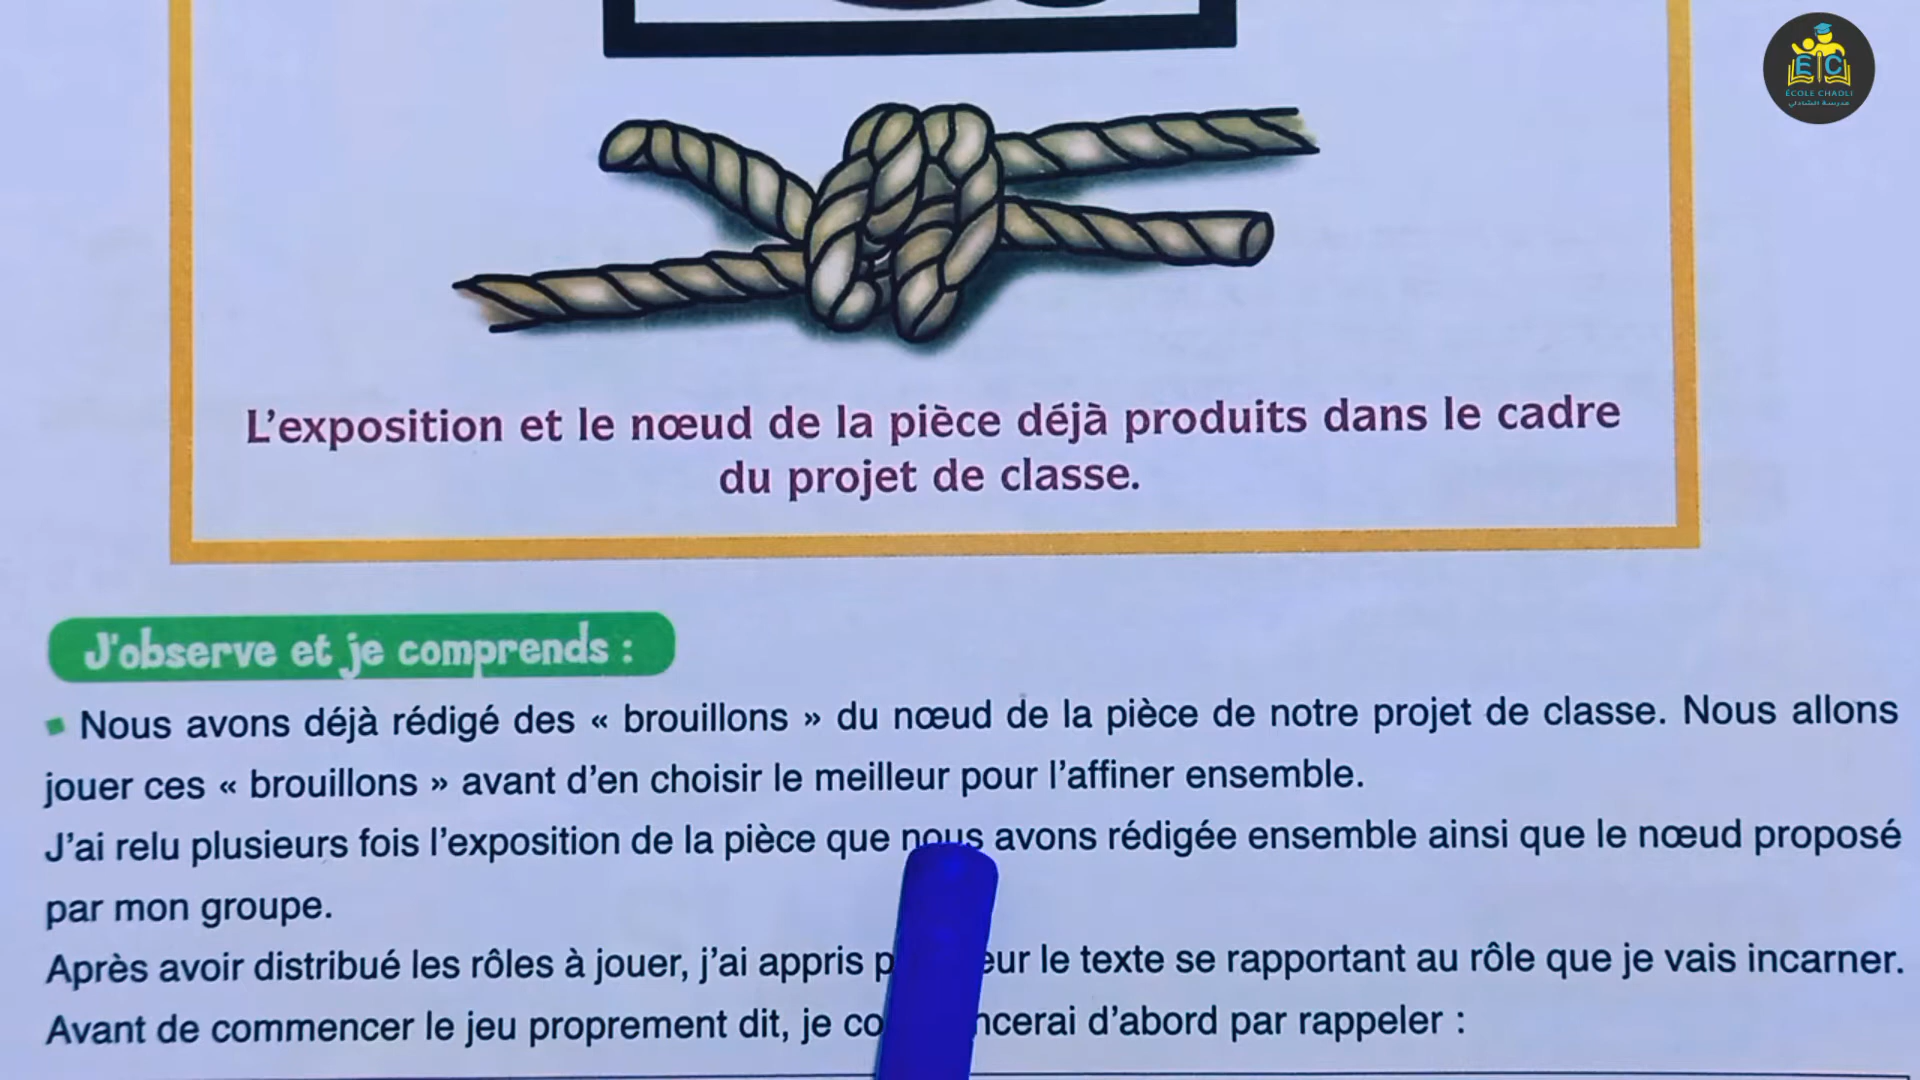 ÉCOLE CHADLI
مدرسة الشاذلي
L'exposition et le nœud de la pièce déjà produits dans le cadre
du projet de classe.
J'observe et je comprends :
Nous avons déjà rédigé des « brouillons » du nœud de la pièce de notre projet de classe. Nous allons
jouer ces « brouillons » avant d'en choisir le meilleur pour l'affiner ensemble.
J'ai relu plusieurs fois l'exposition de la pièce que nous avons rédigée ensemble ainsi que le nœud proposé
par mon groupe.
Après avoir distribué les rôles à jouer, j'ai appris le texte se rapportant au rôle que je vais incarner.
Avant de commencer le jeu proprement dit, je d'abord par rappeler :